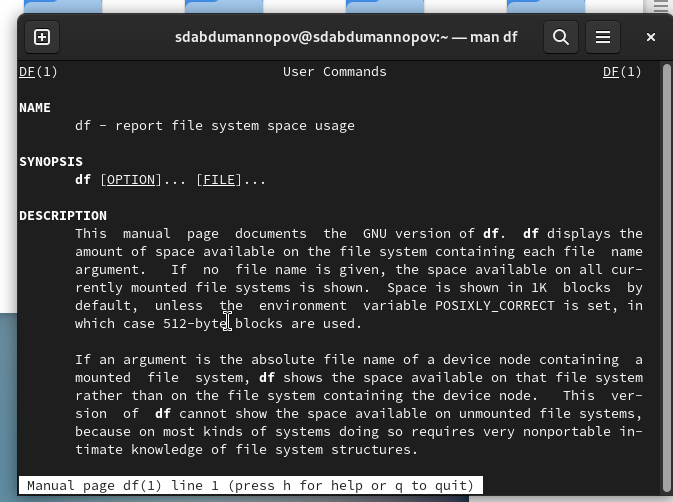 sdabdumannopov@sdabdumannopov:~ — man df
DF(1) User Commands DF(1)
NAME
df - report file system space usage
SYNOPSIS
df [OPTION]... [FILE]...
DESCRIPTION
This manual page documents the GNU version of df. df displays the
amount of space available on the file system containing each file name
argument. If no file name is given, the space available on all cur-
rently mounted file systems is shown. Space is shown in 1K blocks by
default, unless the environment variable POSIXLY_CORRECT is set, in
which case 512-byte blocks are used.
If an argument is the absolute file name of a device node containing a
mounted file system, df shows the space available on that file system
rather than on the file system containing the device node. This ver-
sion of df cannot show the space available on unmounted file systems,
because on most kinds of systems doing so requires very nonportable in-
timate knowledge of file system structures.
Manual page df(1) line 1 (press h for help or q to quit)